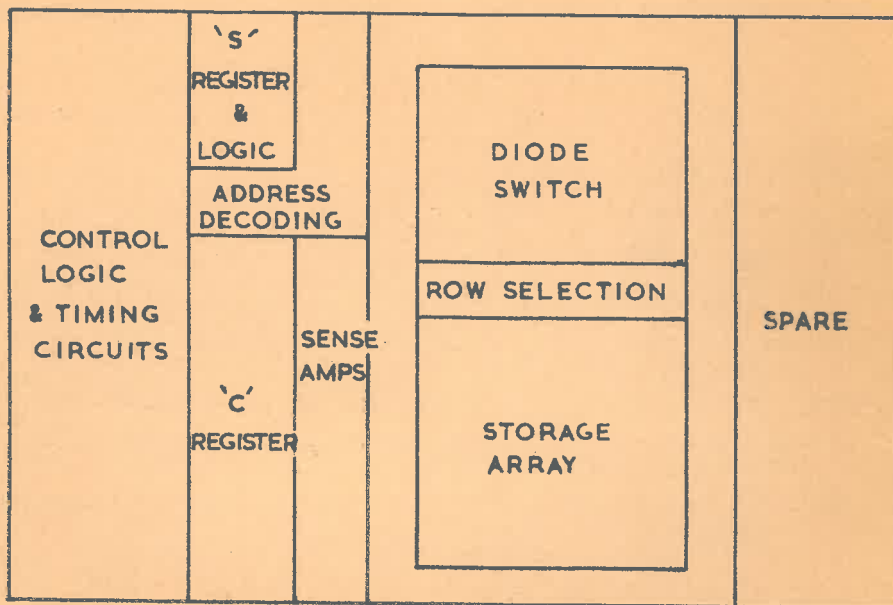 CONTROL
LOGIC
& TIMING
CIRCUITS
'S'
REGISTER
&
LOGIC
ADDRESS
DECODING
'C'
REGISTER
SENSE
AMPS
DIODE
SWITCH
ROW SELECTION
STORAGE
ARRAY
SPARE